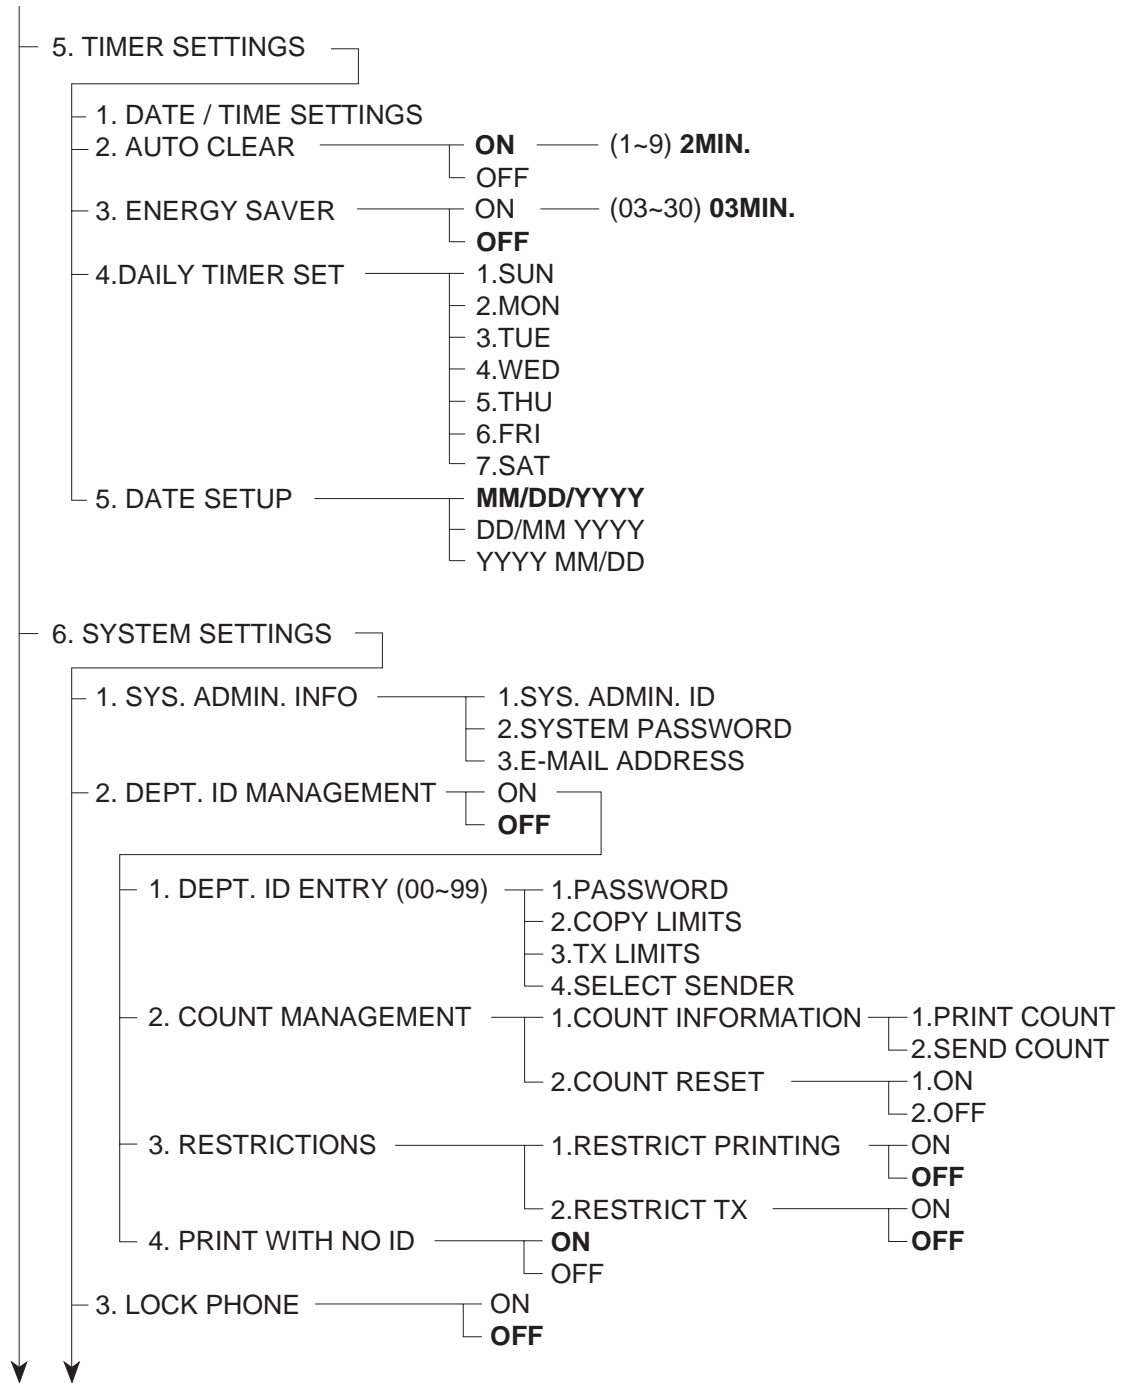 5. TIMER SETTINGS
1. DATE / TIME SETTINGS
2. AUTO CLEAR ON (1~9) 2MIN.
OFF
3. ENERGY SAVER ON (03~30) 03MIN.
OFF
4.DAILY TIMER SET 1.SUN
2.MON
3.TUE
4.WED
5.THU
6.FRI
7.SAT
5. DATE SETUP MM/DD/YYYY
DD/MM YYYY
YYYY MM/DD
6. SYSTEM SETTINGS
1. SYS. ADMIN. INFO 1.SYS. ADMIN. ID
2.SYSTEM PASSWORD
3.E-MAIL ADDRESS
2. DEPT. ID MANAGEMENT ON
OFF
1. DEPT. ID ENTRY (00~99) 1.PASSWORD
2.COPY LIMITS
3.TX LIMITS
4.SELECT SENDER
2. COUNT MANAGEMENT 1.COUNT INFORMATION 1.PRINT COUNT
2.SEND COUNT
2.COUNT RESET 1.ON
2.OFF
3. RESTRICTIONS 1.RESTRICT PRINTING ON
OFF
2.RESTRICT TX ON
OFF
4. PRINT WITH NO ID ON
OFF
3. LOCK PHONE ON
OFF